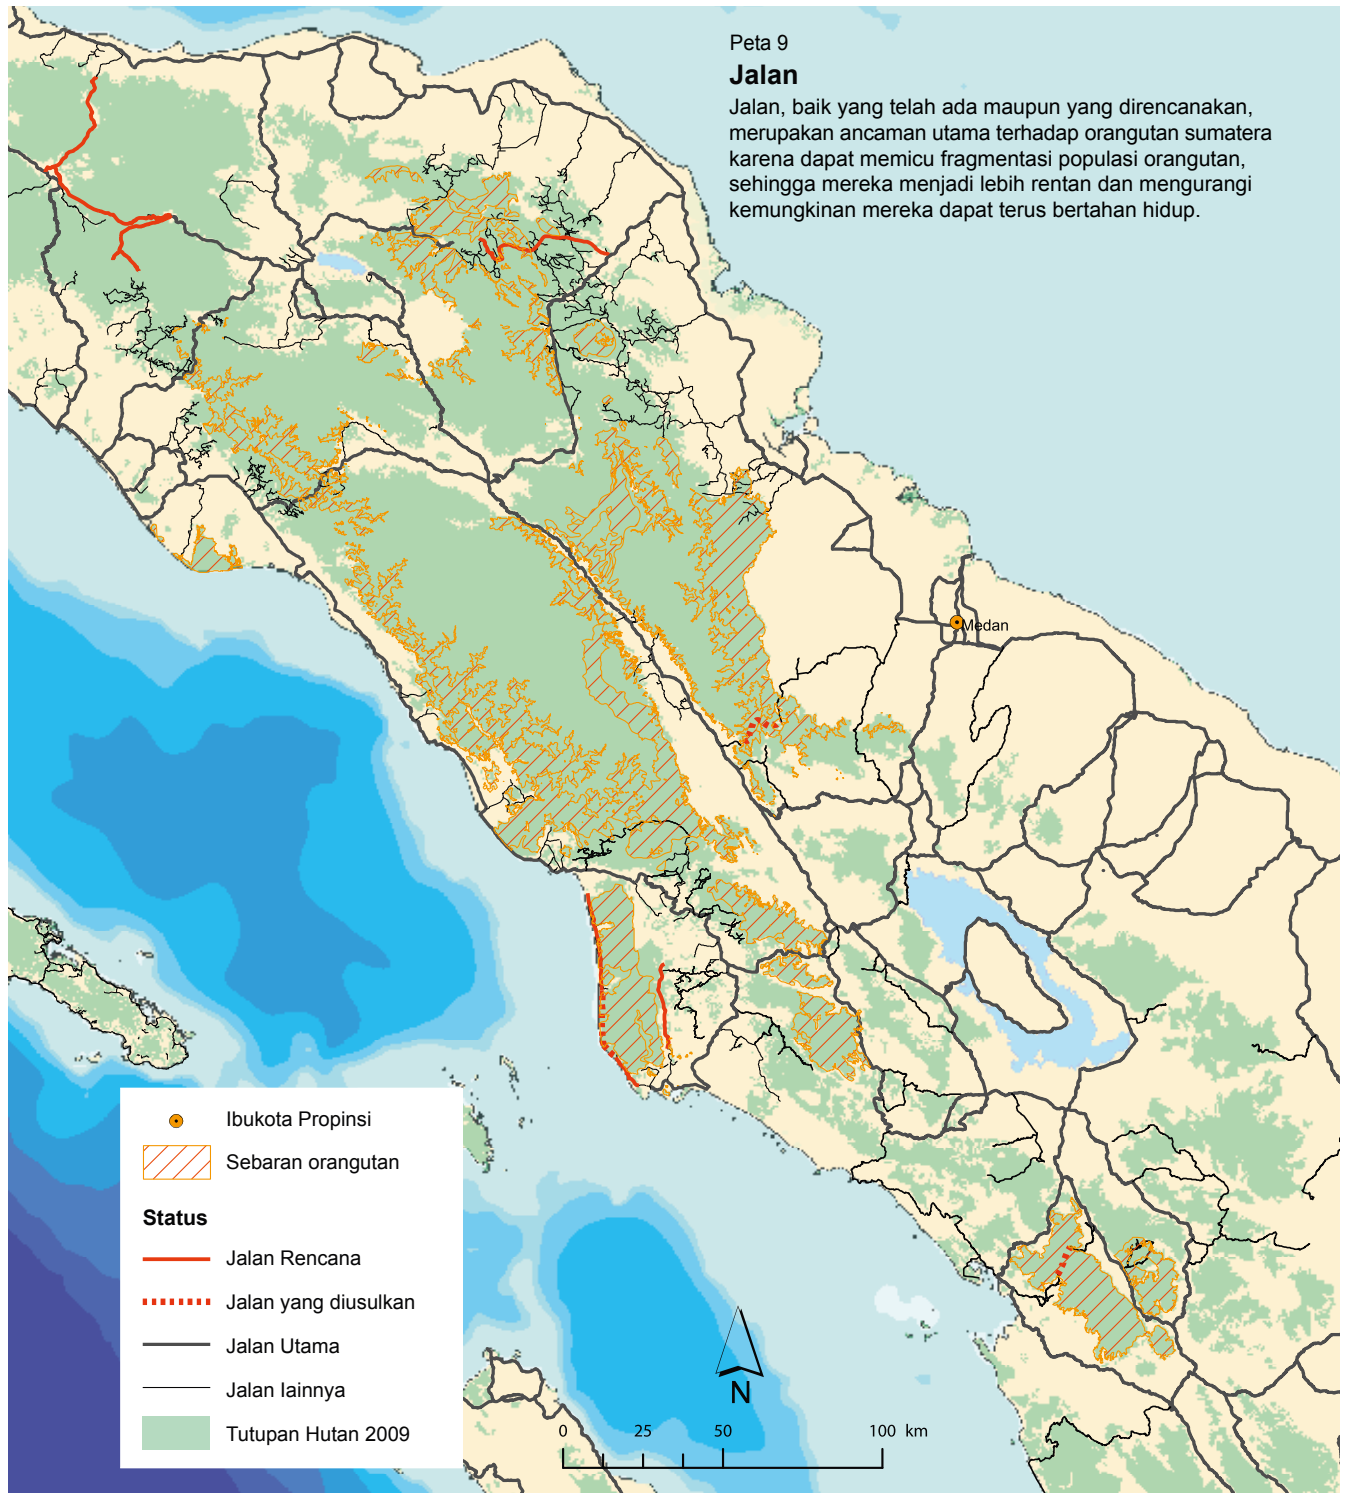 Peta 9
Jalan
Jalan, baik yang telah ada maupun yang direncanakan,
merupakan ancaman utama terhadap orangutan sumatera
karena dapat memicu fragmentasi populasi orangutan,
sehingga mereka menjadi lebih rentan dan mengurangi
kemungkinan mereka dapat terus bertahan hidup.
Medan
Ibukota Propinsi
Sebaran orangutan
Status
Jalan Rencana
Jalan yang diusulkan
Jalan Utama
Jalan lainnya
Tutupan Hutan 2009
N
0 25 50 100 km